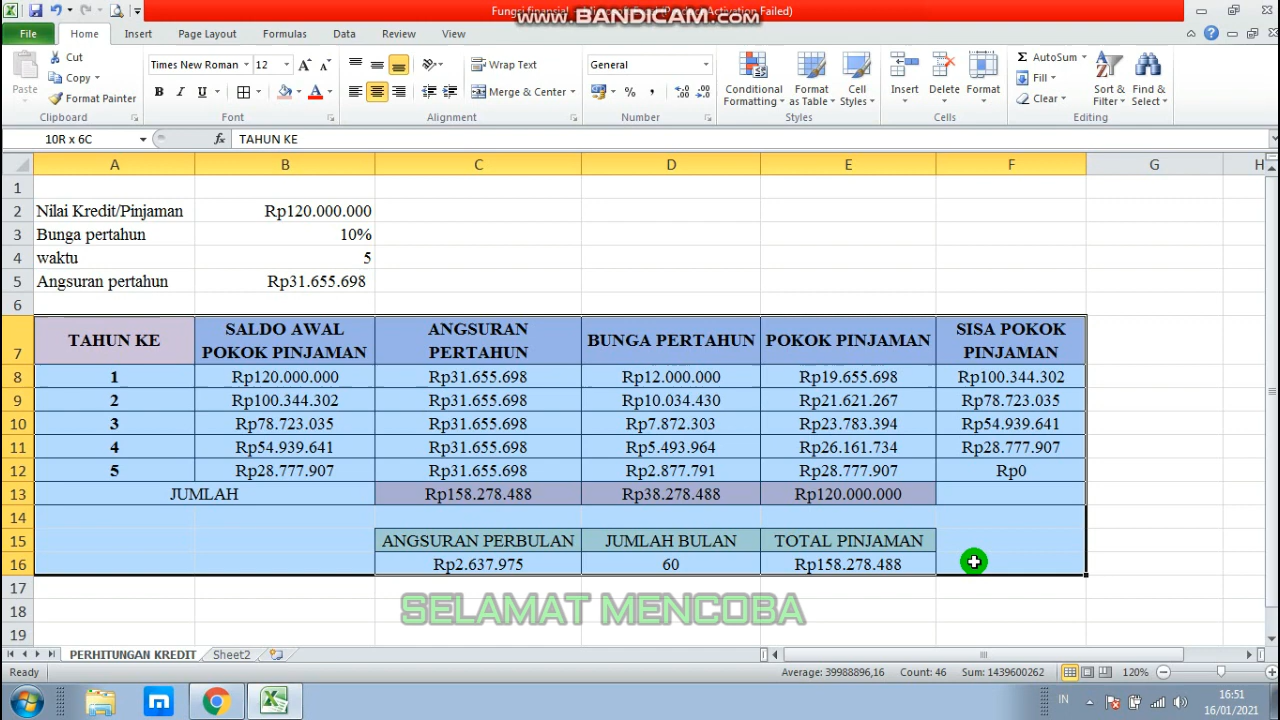 Fungsi finansial - Microsoft Excel (Product Activation Failed)
www.BANDICAM.com
File Home Insert Page Layout Formulas Data Review View
Paste
Cut
Copy
Format Painter
Clipboard
Times New Roman 12
B I U
Font
Wrap Text
Merge & Center
Alignment
General
% ,
Number
Conditional Formatting
Format as Table
Cell Styles
Styles
Insert
Delete
Format
Cells
Σ AutoSum
Fill
Clear
Sort & Filter
Find & Select
Editing
10R x 6C fx TAHUN KE
A B C D E F G H
1
2 Nilai Kredit/Pinjaman Rp120.000.000
3 Bunga pertahun 10%
4 waktu 5
5 Angsuran pertahun Rp31.655.698
6
7 TAHUN KE SALDO AWAL POKOK PINJAMAN ANGSURAN PERTAHUN BUNGA PERTAHUN POKOK PINJAMAN SISA POKOK PINJAMAN
8 1 Rp120.000.000 Rp31.655.698 Rp12.000.000 Rp19.655.698 Rp100.344.302
9 2 Rp100.344.302 Rp31.655.698 Rp10.034.430 Rp21.621.267 Rp78.723.035
10 3 Rp78.723.035 Rp31.655.698 Rp7.872.303 Rp23.783.394 Rp54.939.641
11 4 Rp54.939.641 Rp31.655.698 Rp5.493.964 Rp26.161.734 Rp28.777.907
12 5 Rp28.777.907 Rp31.655.698 Rp2.877.791 Rp28.777.907 Rp0
13 JUMLAH Rp158.278.488 Rp38.278.488 Rp120.000.000
14
15 ANGSURAN PERBULAN JUMLAH BULAN TOTAL PINJAMAN
16 Rp2.637.975 60 Rp158.278.488
17
18
SELAMAT MENCOBA
19
PERHITUNGAN KREDIT Sheet2
Ready Average: 39988896,16 Count: 46 Sum: 1439600262 120%
IN 16:51
16/01/2021